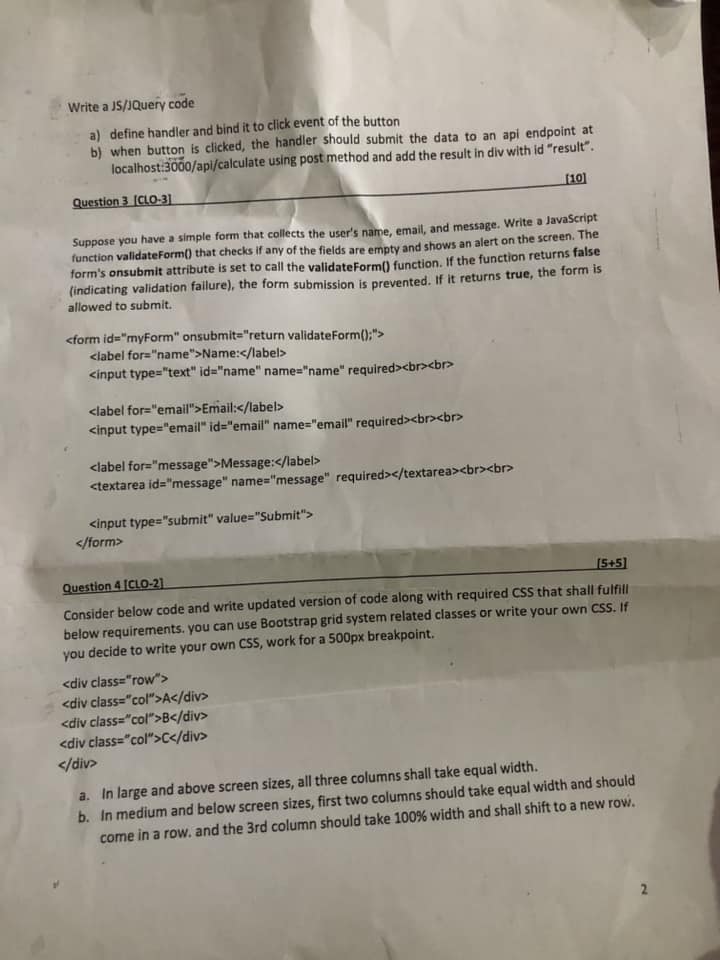 Write a JS/JQuery code
a) define handler and bind it to click event of the button
b) when button is clicked, the handler should submit the data to an api endpoint at
localhost:3000/api/calculate using post method and add the result in div with id "result".
[10]
Question 3 [CLO-3]
Suppose you have a simple form that collects the user's name, email, and message. Write a JavaScript
function validateForm() that checks if any of the fields are empty and shows an alert on the screen. The
form's onsubmit attribute is set to call the validateForm() function. If the function returns false
(indicating validation failure), the form submission is prevented. If it returns true, the form is
allowed to submit.
<form id="myForm" onsubmit="return validateForm();">
<label for="name">Name:</label>
<input type="text" id="name" name="name" required><br><br>
<label for="email">Email:</label>
<input type="email" id="email" name="email" required><br><br>
<label for="message">Message:</label>
<textarea id="message" name="message" required></textarea><br><br>
<input type="submit" value="Submit">
</form>
[5+5]
Question 4 [CLO-2]
Consider below code and write updated version of code along with required CSS that shall fulfill
below requirements. you can use Bootstrap grid system related classes or write your own CSS. If
you decide to write your own CSS, work for a 500px breakpoint.
<div class="row">
<div class="col">A</div>
<div class="col">B</div>
<div class="col">C</div>
</div>
a. In large and above screen sizes, all three columns shall take equal width.
b. In medium and below screen sizes, first two columns should take equal width and should
come in a row. and the 3rd column should take 100% width and shall shift to a new row.
2